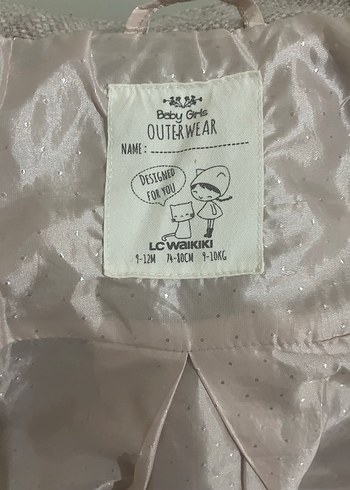 Baby Girls
OUTERWEAR
NAME:
DESIGNED
FOR YOU
LC WAIKIKI
9-12M 74-80CM 9-10KG